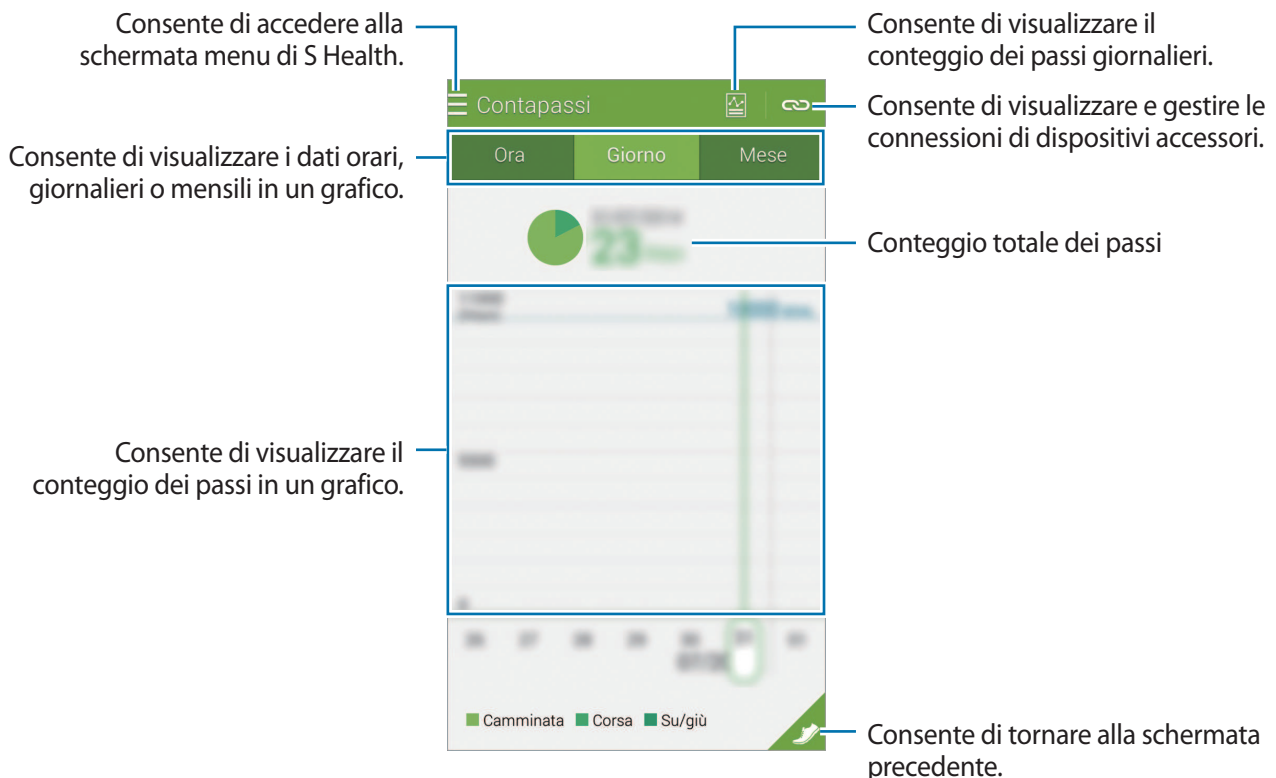 Consente di accedere alla
schermata menu di S Health.
Consente di visualizzare il
conteggio dei passi giornalieri.
Contapassi
Consente di visualizzare e gestire le
connessioni di dispositivi accessori.
Consente di visualizzare i dati orari,
giornalieri o mensili in un grafico.
Ora Giorno Mese
23
Conteggio totale dei passi
Consente di visualizzare il
conteggio dei passi in un grafico.
Camminata Corsa Su/giù
Consente di tornare alla schermata
precedente.